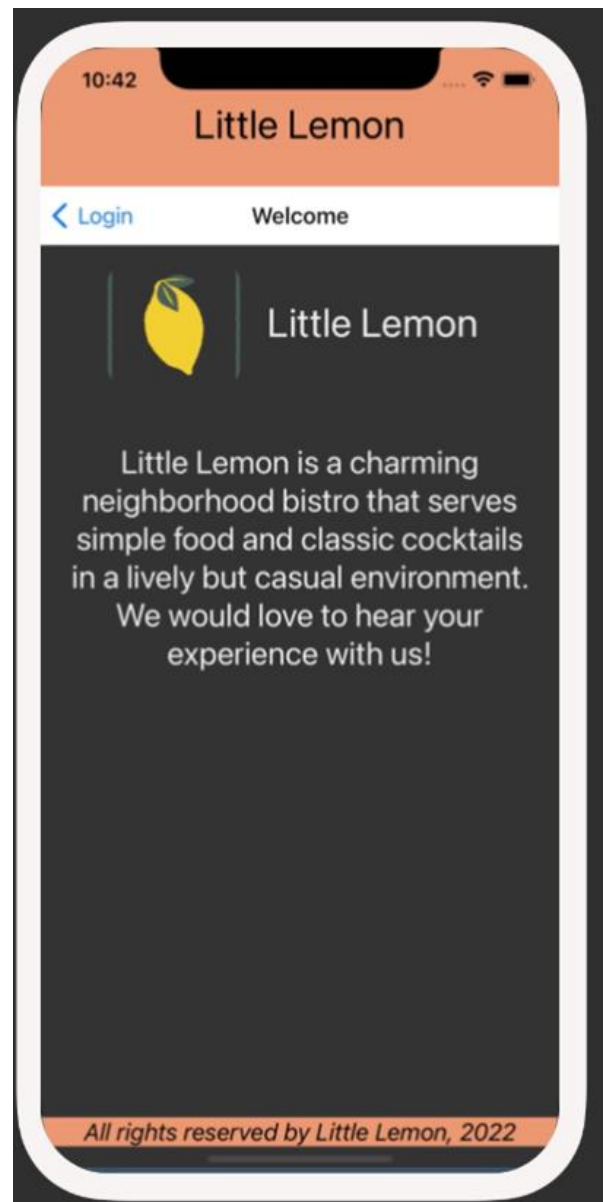 10:42
Little Lemon
Login
Welcome
Little Lemon
Little Lemon is a charming
neighborhood bistro that serves
simple food and classic cocktails
in a lively but casual environment.
We would love to hear your
experience with us!
All rights reserved by Little Lemon, 2022